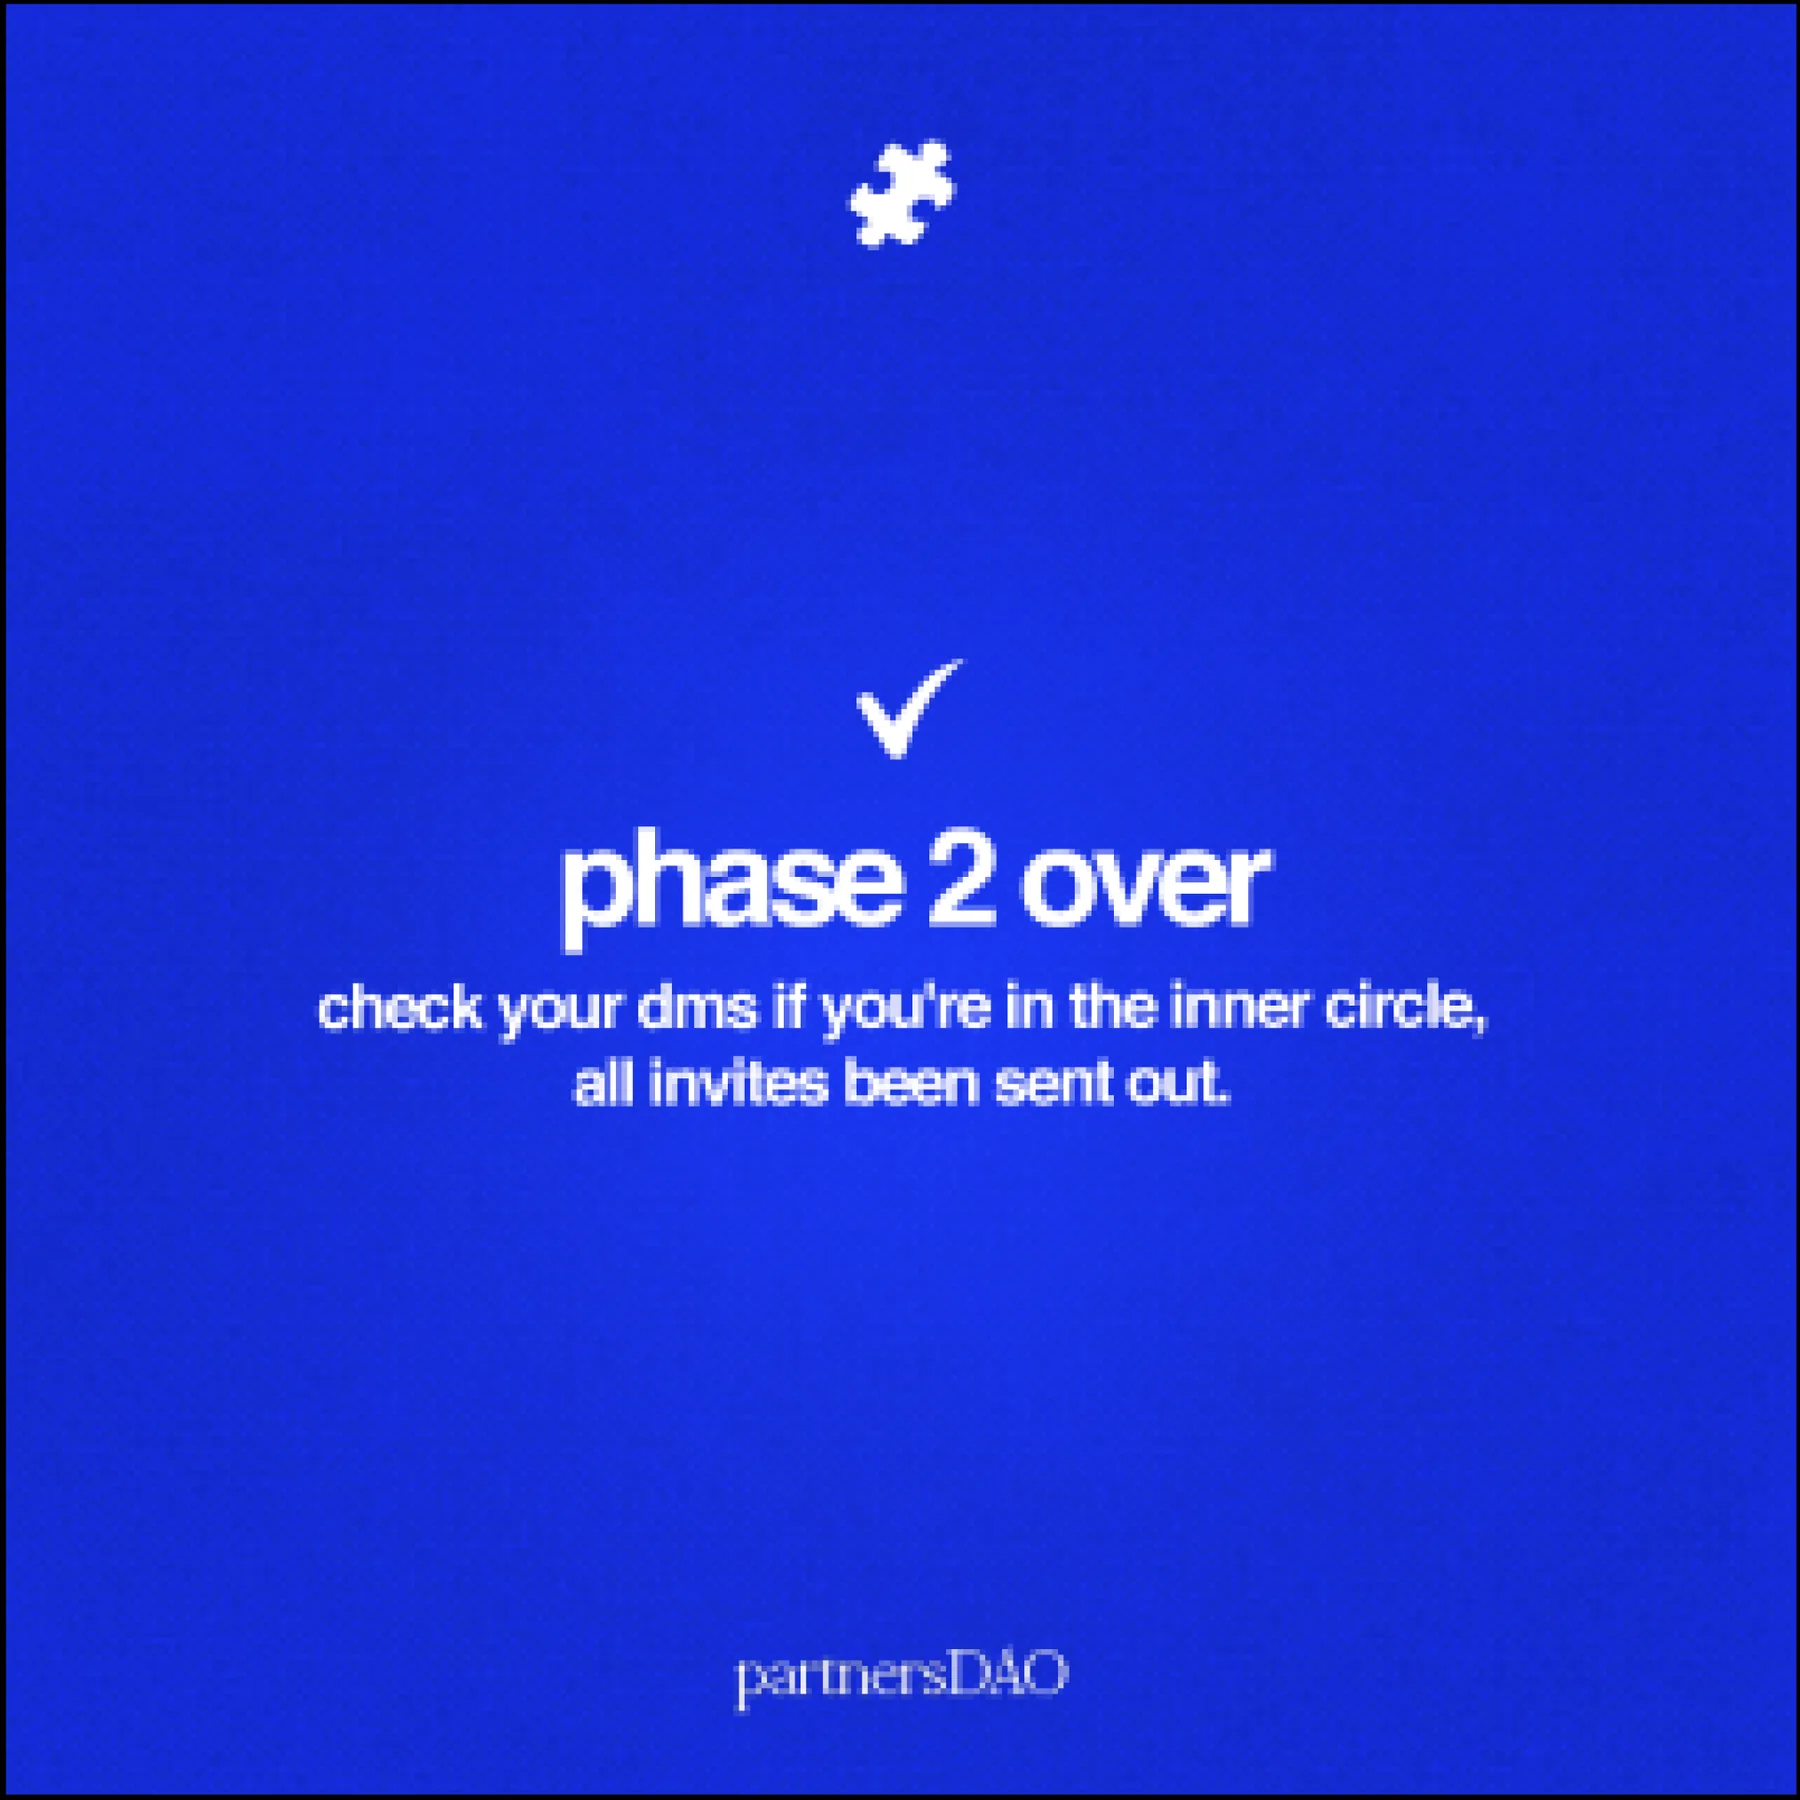 phase 2 over
check your dms if you're in the inner circle,
all invites been sent out.
partnersDAO